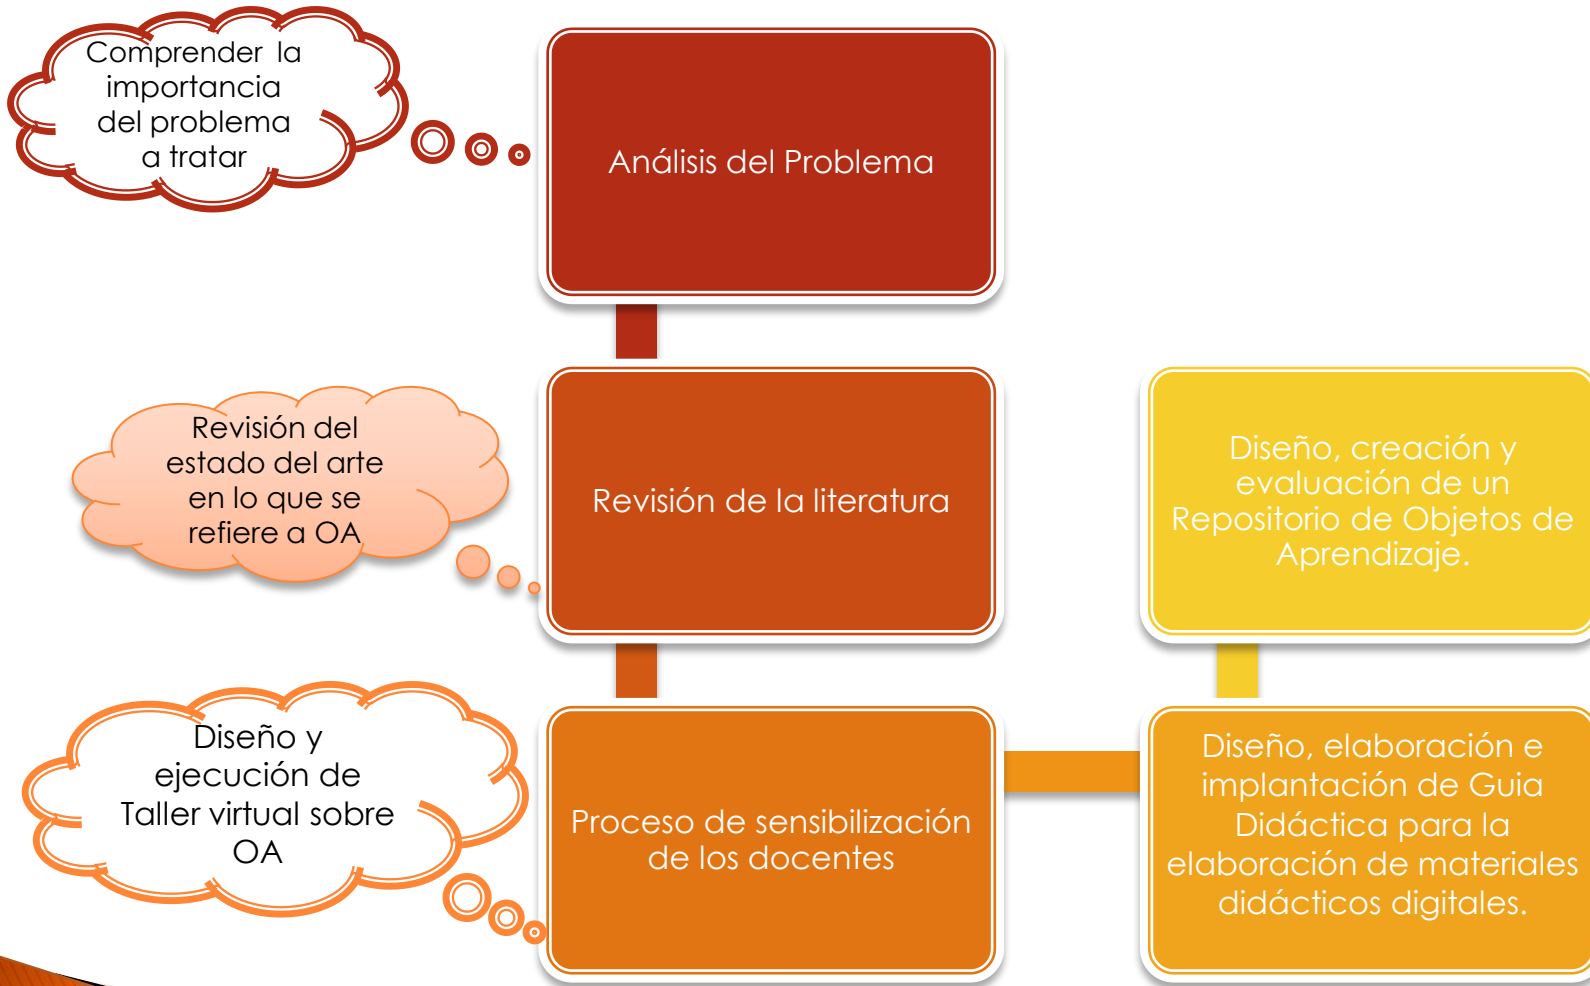 Comprender la
importancia
del problema
a tratar
Análisis del Problema
Revisión del
estado del arte
en lo que se
refiere a OA
Revisión de la literatura
Diseño y
ejecución de
Taller virtual sobre
OA
Proceso de sensibilización
de los docentes
Diseño, elaboración e
implantación de Guia
Didáctica para la
elaboración de materiales
didácticos digitales.
Diseño, creación y
evaluación de un
Repositorio de Objetos de
Aprendizaje.